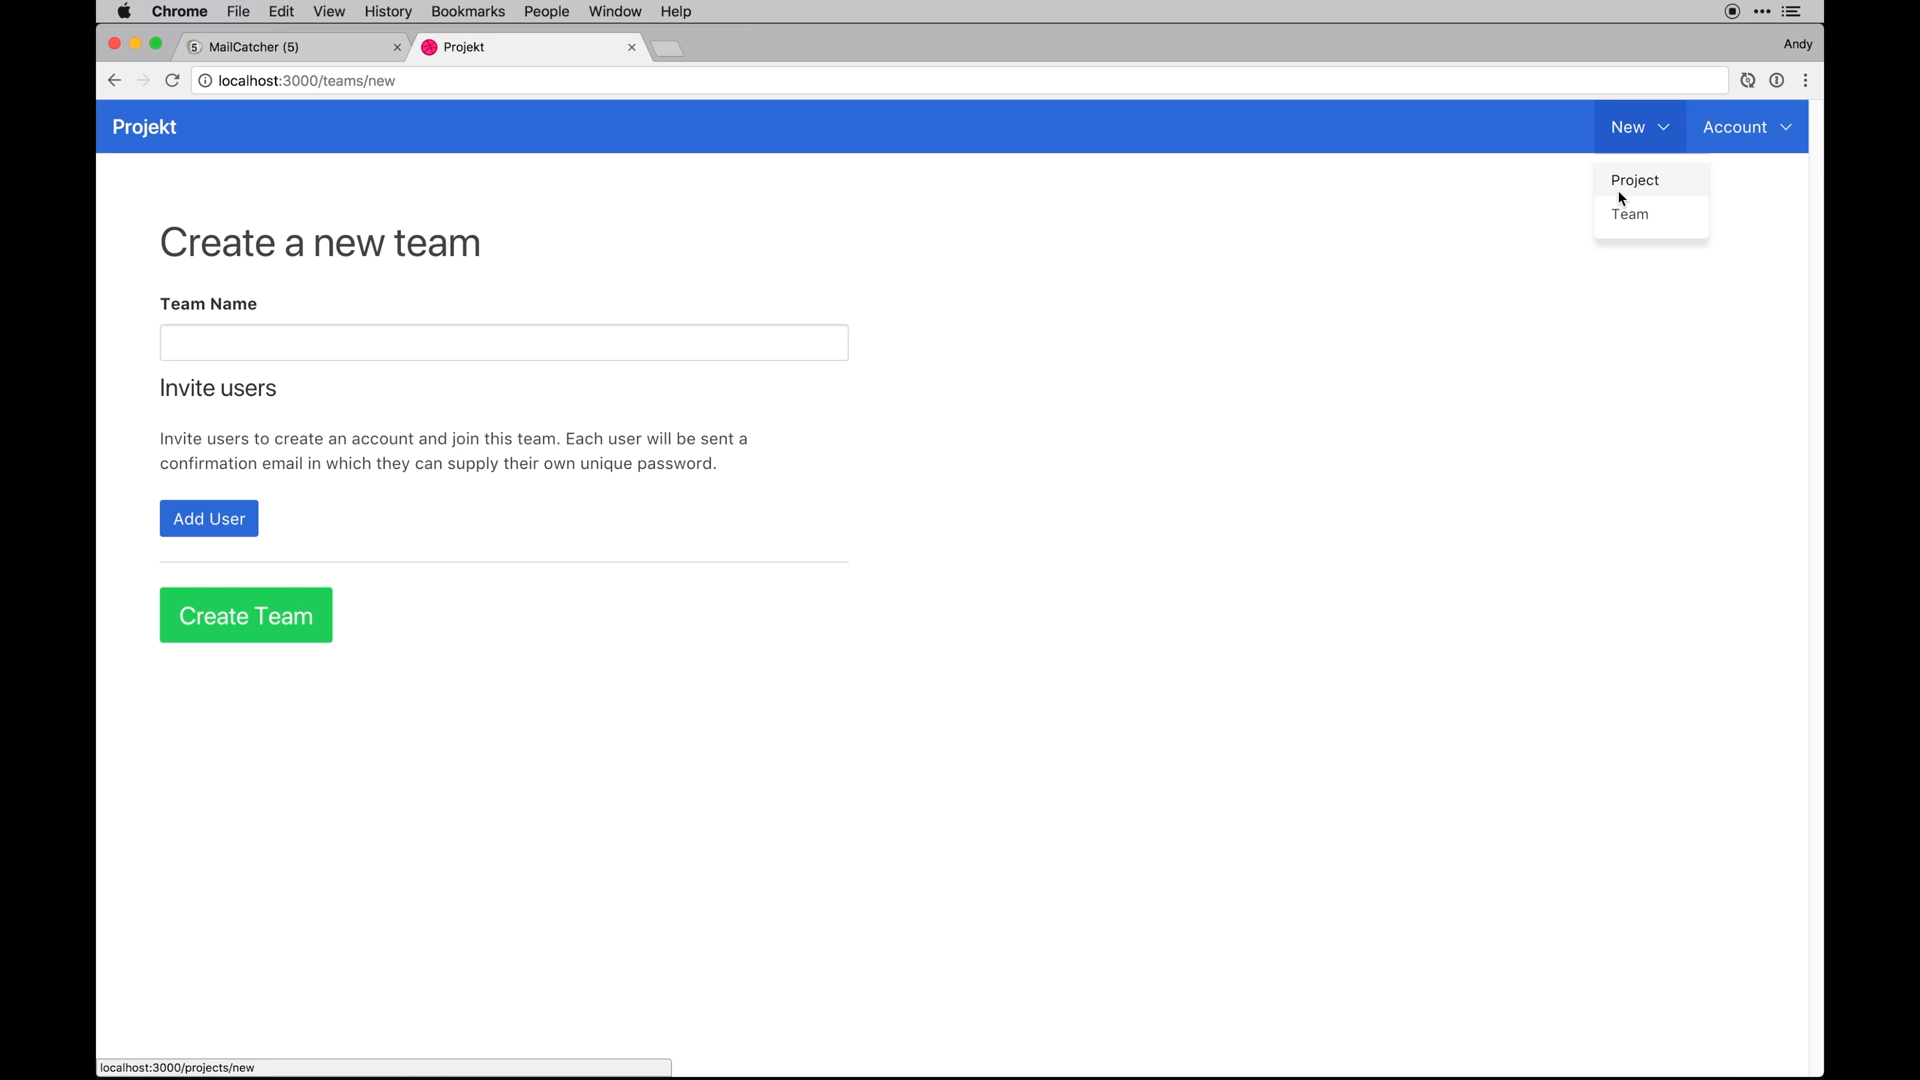 Chrome File Edit View History Bookmarks People Window Help
5 MailCatcher (5) Projekt Andy
localhost:3000/teams/new
Projekt New Account
Project
Team
Create a new team
Team Name
Invite users
Invite users to create an account and join this team. Each user will be sent a
confirmation email in which they can supply their own unique password.
Add User
Create Team
localhost:3000/projects/new